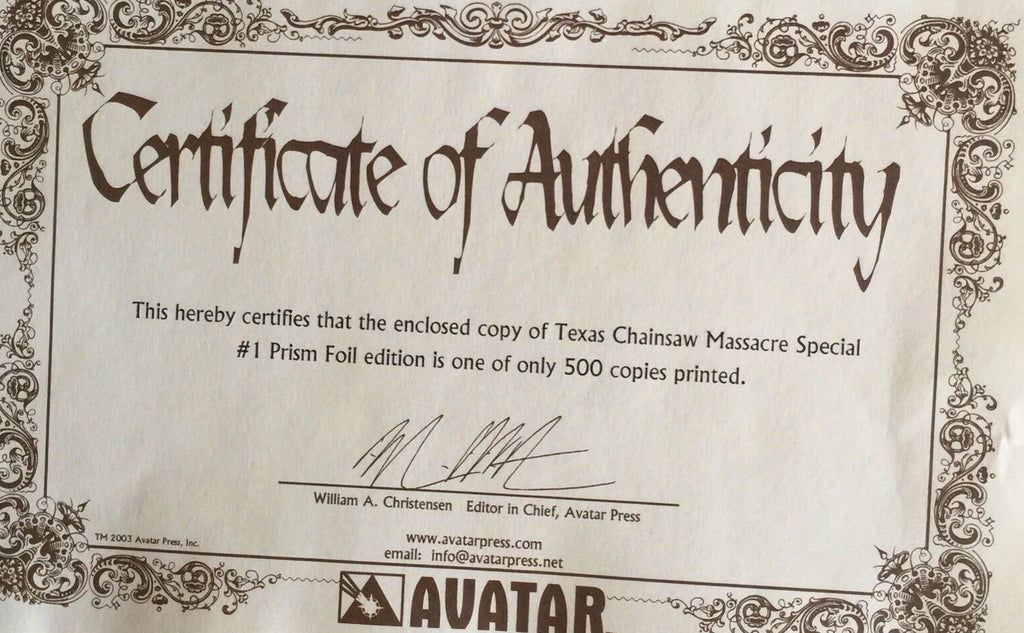 Certificate of Authenticity
This hereby certifies that the enclosed copy of Texas Chainsaw Massacre Special
#1 Prism Foil edition is one of only 500 copies printed.
William A. Christensen Editor in Chief, Avatar Press
www.avatarpress.com
email: info@avatarpress.net
TM 2003 Avatar Press, Inc.
AVATAR